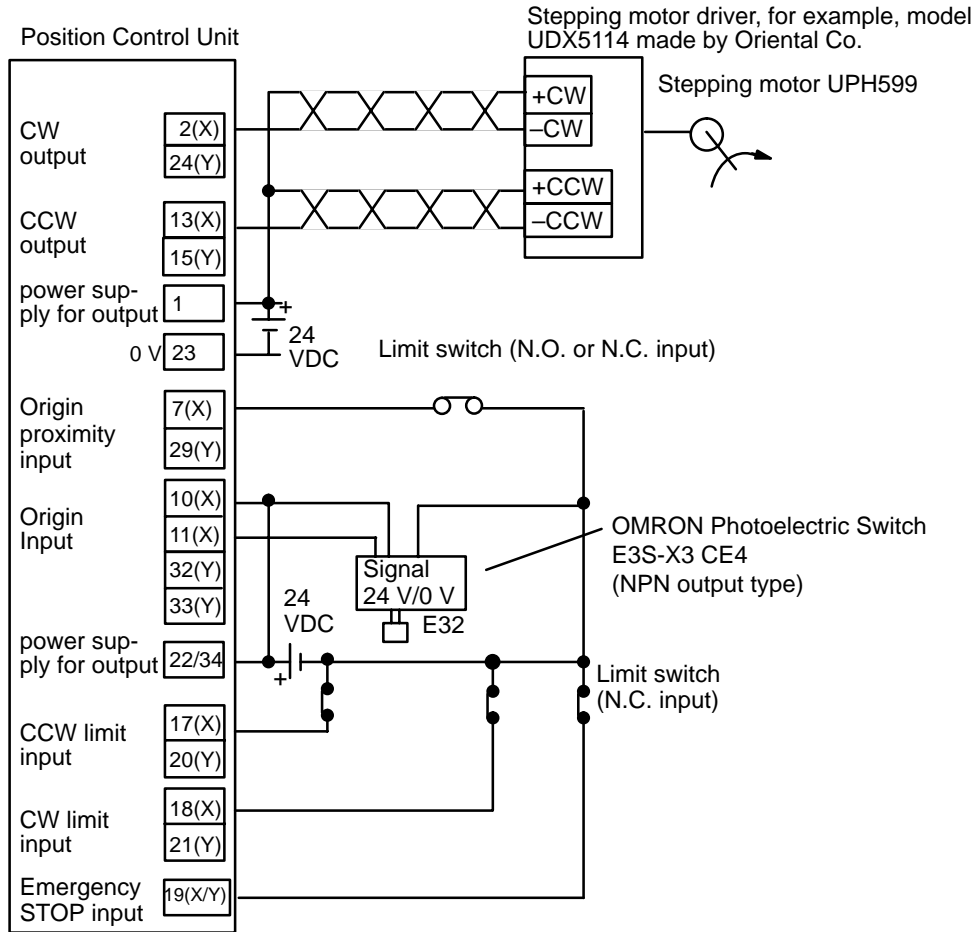 Position Control Unit
Stepping motor driver, for example, model
UDX5114 made by Oriental Co.
Stepping motor UPH599
+CW
–CW
+CCW
–CCW
CW
output
2(X)
24(Y)
CCW
output
13(X)
15(Y)
power sup-
ply for output
1
+
24
VDC
0 V
23
Limit switch (N.O. or N.C. input)
Origin
proximity
input
7(X)
29(Y)
Origin
Input
10(X)
11(X)
32(Y)
33(Y)
Signal
24 V/0 V
E32
OMRON Photoelectric Switch
E3S-X3 CE4
(NPN output type)
24
VDC
+
power sup-
ply for output
22/34
Limit switch
(N.C. input)
CCW limit
input
17(X)
20(Y)
CW limit
input
18(X)
21(Y)
Emergency
STOP input
19(X/Y)